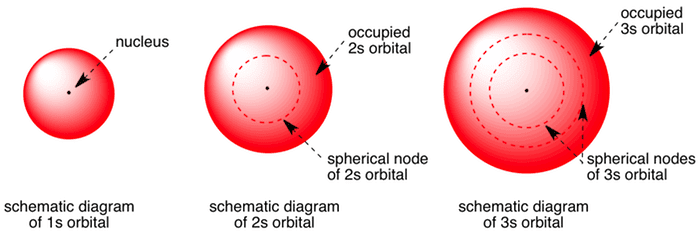 nucleus
schematic diagram
of 1s orbital
occupied
2s orbital
spherical node
of 2s orbital
schematic diagram
of 2s orbital
occupied
3s orbital
spherical nodes
of 3s orbital
schematic diagram
of 3s orbital